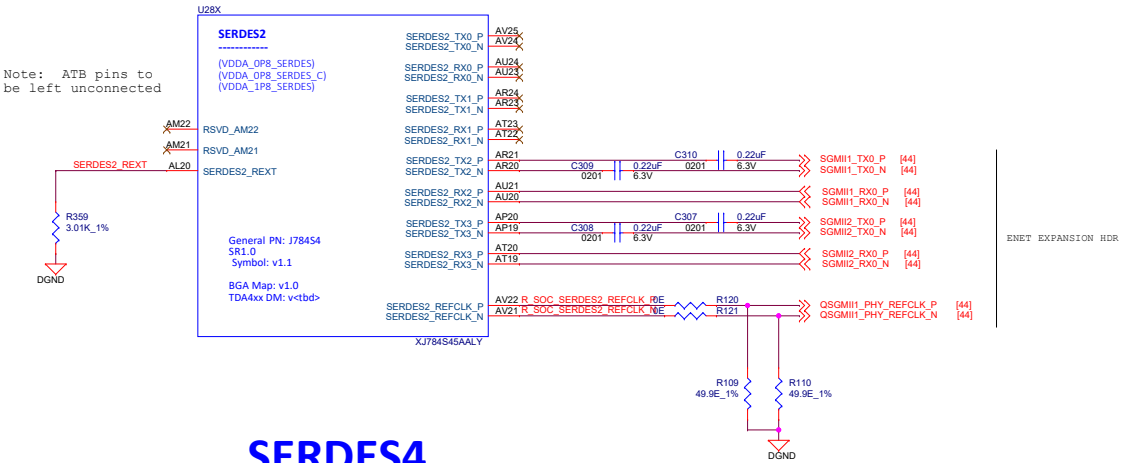 U28X
SERDES2
------------
(VDDA_0P8_SERDES)
(VDDA_0P8_SERDES_C)
(VDDA_1P8_SERDES)
Note: ATB pins to
be left unconnected
AM22 RSVD_AM22
AM21 RSVD_AM21
SERDES2_REXT AL20 SERDES2_REXT
R359
3.01K_1%
DGND
General PN: J784S4
SR1.0
Symbol: v1.1
BGA Map: v1.0
TDA4xx DM: v<tbd>
SERDES2_TX0_P AV25
SERDES2_TX0_N AV24
SERDES2_RX0_P AU24
SERDES2_RX0_N AU23
SERDES2_TX1_P AR24
SERDES2_TX1_N AR23
SERDES2_RX1_P AT23
SERDES2_RX1_N AT22
SERDES2_TX2_P AR21 C310 0.22uF SGMII1_TX0_P [44]
SERDES2_TX2_N AR20 C309 0.22uF 0201 6.3V SGMII1_TX0_N [44]
0201 6.3V
SERDES2_RX2_P AU21 SGMII1_RX0_P [44]
SERDES2_RX2_N AU20 SGMII1_RX0_N [44]
SERDES2_TX3_P AP20 C307 0.22uF SGMII2_TX0_P [44]
SERDES2_TX3_N AP19 C308 0.22uF 0201 6.3V SGMII2_TX0_N [44]
0201 6.3V
SERDES2_RX3_P AT20 SGMII2_RX0_P [44]
SERDES2_RX3_N AT19 SGMII2_RX0_N [44]
ENET EXPANSION HDR
SERDES2_REFCLK_P AV22 R_SOC_SERDES2_REFCLK_P 0E R120 QSGMII1_PHY_REFCLK_P [44]
SERDES2_REFCLK_N AV21 R_SOC_SERDES2_REFCLK_N 0E R121 QSGMII1_PHY_REFCLK_N [44]
XJ784S45AALY
R109 R110
49.9E_1% 49.9E_1%
DGND
SERDES4